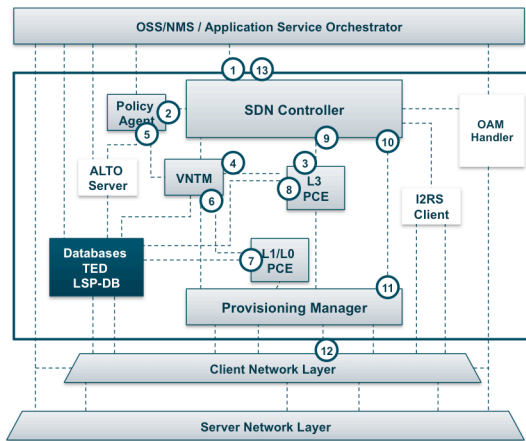 OSS/NMS / Application Service Orchestrator
1 13
Policy
Agent
2
SDN Controller
OAM
Handler
5
9
10
ALTO
Server
VNTM
4
3
8
L3
PCE
6
I2RS
Client
Databases
TED
LSP-DB
7
L1/L0
PCE
11
Provisioning Manager
12
Client Network Layer
Server Network Layer